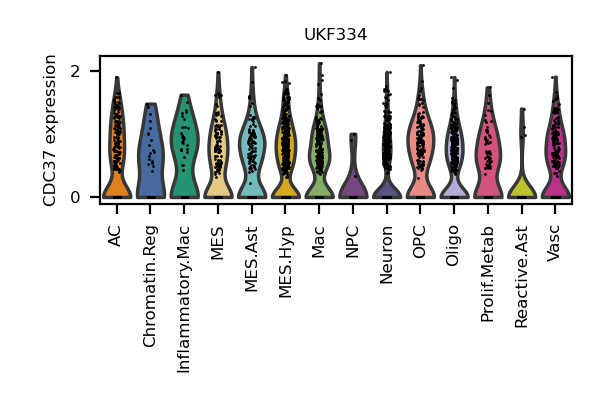 UKF334
CDC37 expression
2
0
AC
Chromatin.Reg
Inflammatory.Mac
MES
MES.Ast
MES.Hyp
Mac
NPC
Neuron
OPC
Oligo
Prolif.Metab
Reactive.Ast
Vasc